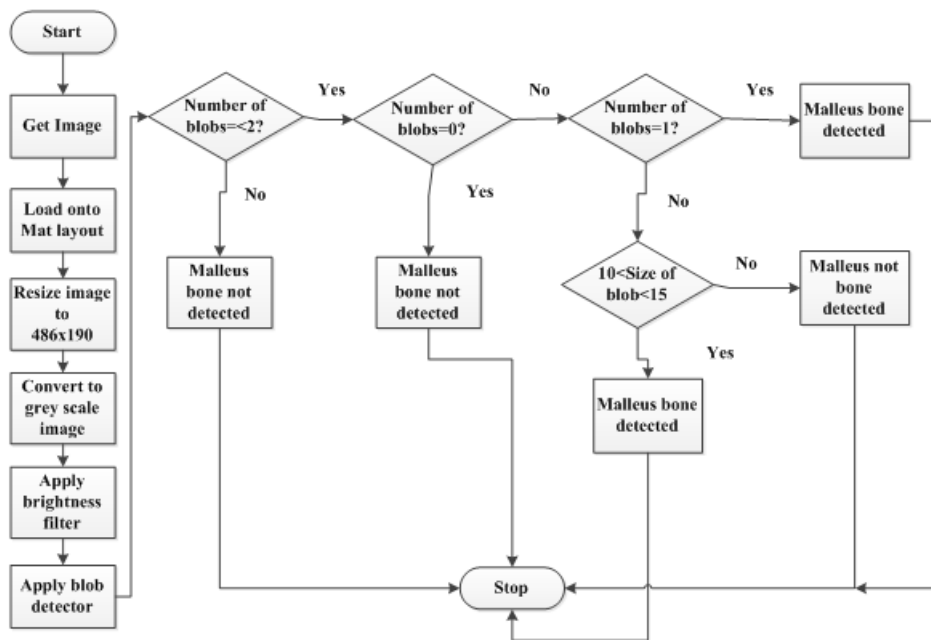 Start
Get Image
Load onto
Mat layout
Resize image
to
486x190
Convert to
grey scale
image
Apply
brightness
filter
Apply blob
detector
Number of
blobs=<2?
Yes
No
Malleus
bone not
detected
Number of
blobs=0?
No
Yes
Malleus
bone not
detected
Number of
blobs=1?
Yes
Malleus bone
detected
No
10<Size of
blob<15
No
Malleus not
bone
detected
Yes
Malleus bone
detected
Stop